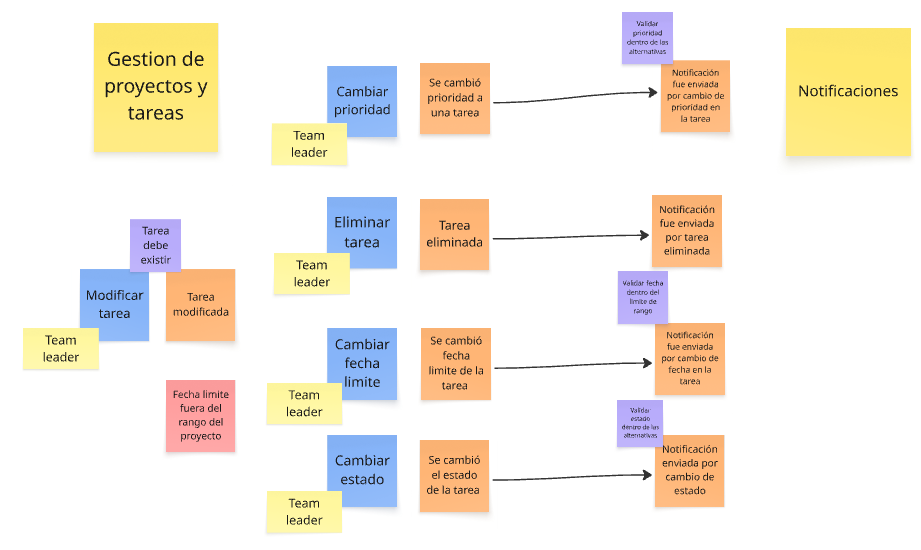 Gestion de
proyectos y
tareas
Cambiar
prioridad
Team
leader
Se cambió
prioridad a
una tarea
Validar
prioridad
dentro de las
alternativas
Notificación
fue enviada
por cambio de
prioridad en
la tarea
Notificaciones
Eliminar
tarea
Team
leader
Tarea
eliminada
Notificación
fue enviada
por tarea
eliminada
Tarea
debe
existir
Modificar
tarea
Team
leader
Tarea
modificada
Fecha limite
fuera del
rango del
proyecto
Cambiar
fecha
limite
Team
leader
Se cambió
fecha
limite de la
tarea
Validar fecha
dentro del
limite de
rango
Notificación
fue enviada
por cambio de
fecha en la
tarea
Cambiar
estado
Team
leader
Se cambió
el estado
de la tarea
Validar
estado
dentro de las
alternativas
Notificación
enviada por
cambio de
estado